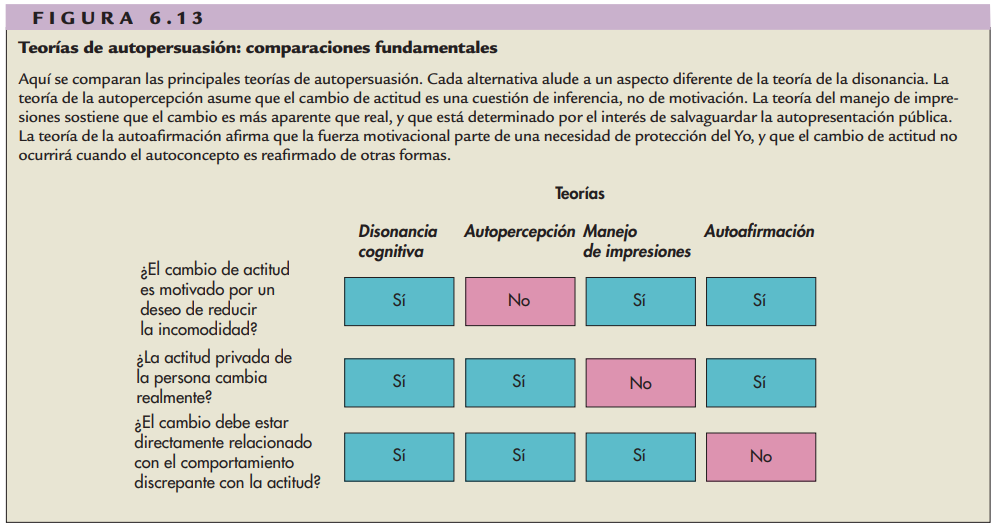 FIGURA 6.13
Teorías de autopersuasión: comparaciones fundamentales
Aquí se comparan las principales teorías de autopersuasión. Cada alternativa alude a un aspecto diferente de la teoría de la disonancia. La
teoría de la autopercepción asume que el cambio de actitud es una cuestión de inferencia, no de motivación. La teoría del manejo de impre-
siones sostiene que el cambio es más aparente que real, y que está determinado por el interés de salvaguardar la autopresentación pública.
La teoría de la autoafirmación afirma que la fuerza motivacional parte de una necesidad de protección del Yo, y que el cambio de actitud no
ocurrirá cuando el autoconcepto es reafirmado de otras formas.
Teorías
Disonancia Autopercepción Manejo Autoafirmación
cognitiva de impresiones
¿El cambio de actitud
es motivado por un
deseo de reducir
la incomodidad?
Sí No Sí Sí
¿La actitud privada de
la persona cambia
realmente?
Sí Sí No Sí
¿El cambio debe estar
directamente relacionado
con el comportamiento
discrepante con la actitud?
Sí Sí Sí No